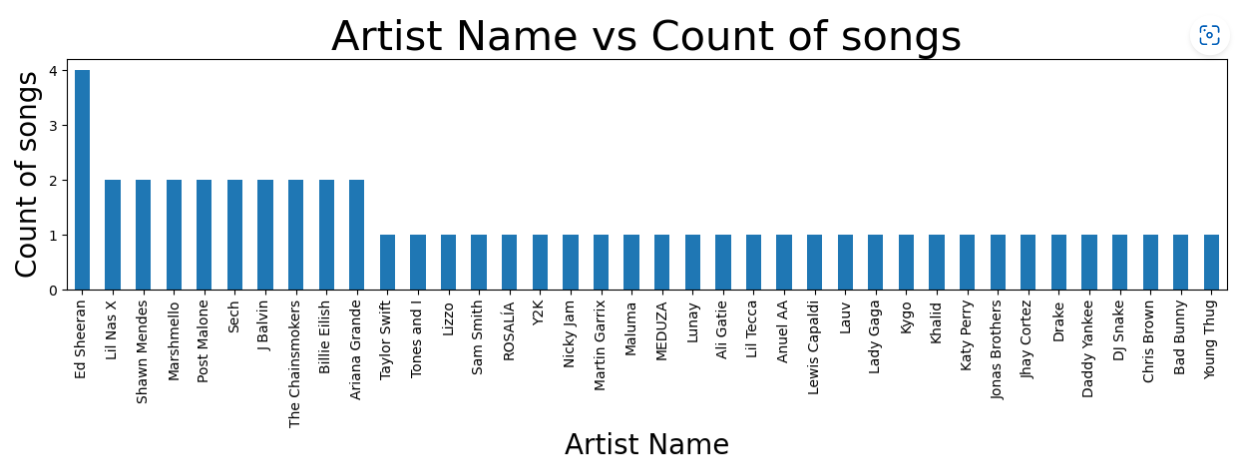 Artist Name vs Count of songs
Count of songs
4
3
2
1
0
Ed Sheeran
Lil Nas X
Shawn Mendes
Marshmello
Post Malone
Sech
J Balvin
The Chainsmokers
Billie Eilish
Ariana Grande
Taylor Swift
Tones and I
Lizzo
Sam Smith
ROSALÍA
Y2K
Nicky Jam
Martin Garrix
Maluma
MEDUZA
Lunay
Ali Gatie
Lil Tecca
Anuel AA
Lewis Capaldi
Lauv
Lady Gaga
Kygo
Khalid
Katy Perry
Jonas Brothers
Jhay Cortez
Drake
Daddy Yankee
DJ Snake
Chris Brown
Bad Bunny
Young Thug
Artist Name